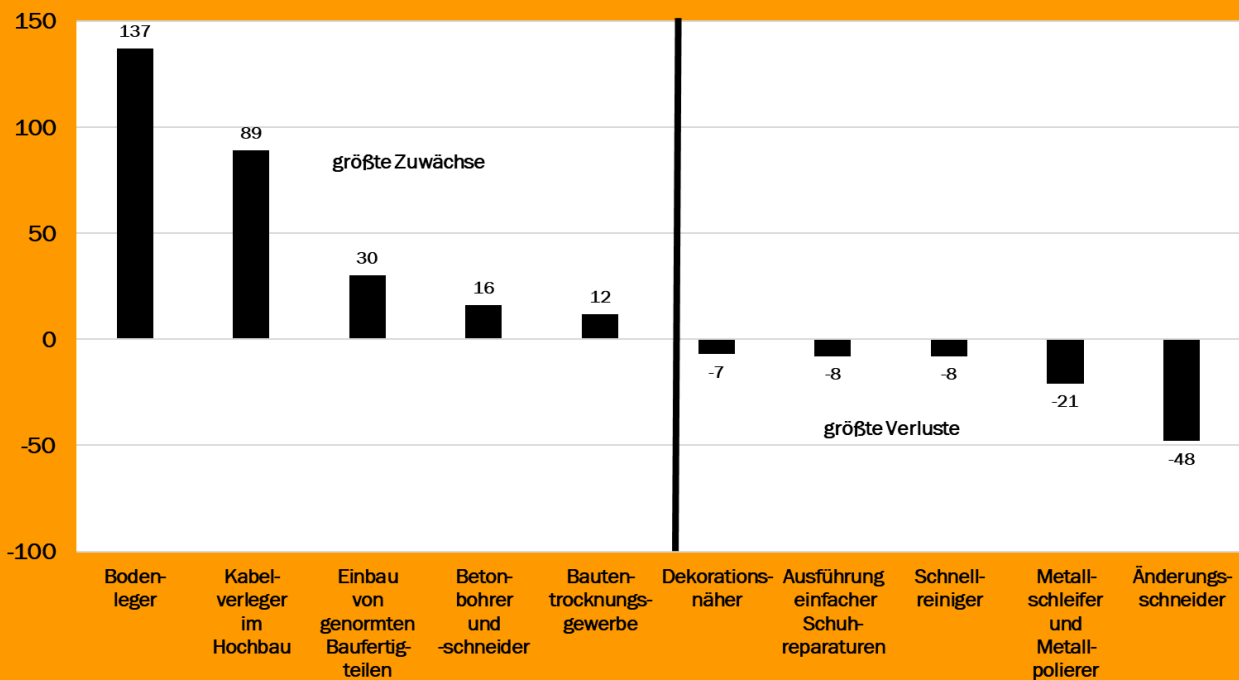 150
137
100
89
größte Zuwächse
50
30
16
12
0
-7
-8
-8
-21
größte Verluste
-50
-48
-100
Boden-
leger
Kabel-
verleger
im
Hochbau
Einbau
von
genormten
Baufertig-
teilen
Beton-
bohrer
und
-schneider
Bauten-
trocknungs-
gewerbe
Dekorations-
näher
Ausführung
einfacher
Schuh-
reparaturen
Schnell-
reiniger
Metall-
schleifer
und
Metall-
polierer
Änderungs-
schneider